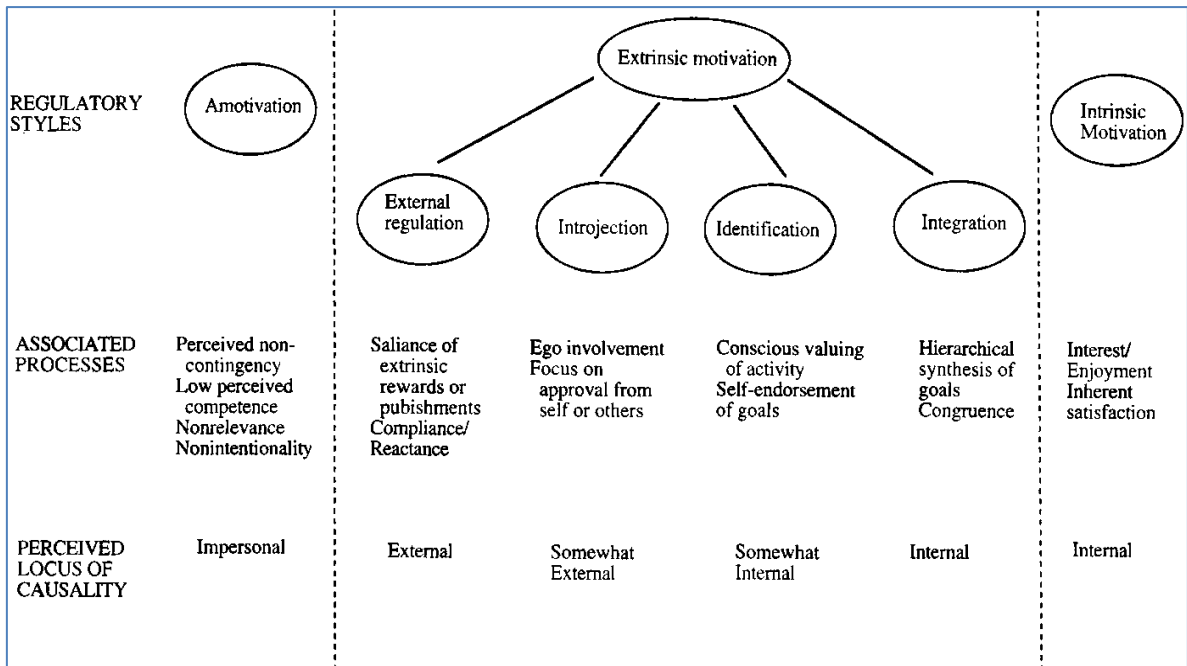 Extrinsic motivation
REGULATORY
STYLES
Amotivation
Intrinsic
Motivation
External
regulation
Introjection
Identification
Integration
ASSOCIATED
PROCESSES
Perceived non-
contingency
Low perceived
competence
Nonrelevance
Nonintentionality
Saliance of
extrinsic
rewards or
pubishments
Compliance/
Reactance
Ego involvement
Focus on
approval from
self or others
Conscious valuing
of activity
Self-endorsement
of goals
Hierarchical
synthesis of
goals
Congruence
Interest/
Enjoyment
Inherent
satisfaction
PERCEIVED
LOCUS OF
CAUSALITY
Impersonal
External
Somewhat
External
Somewhat
Internal
Internal
Internal